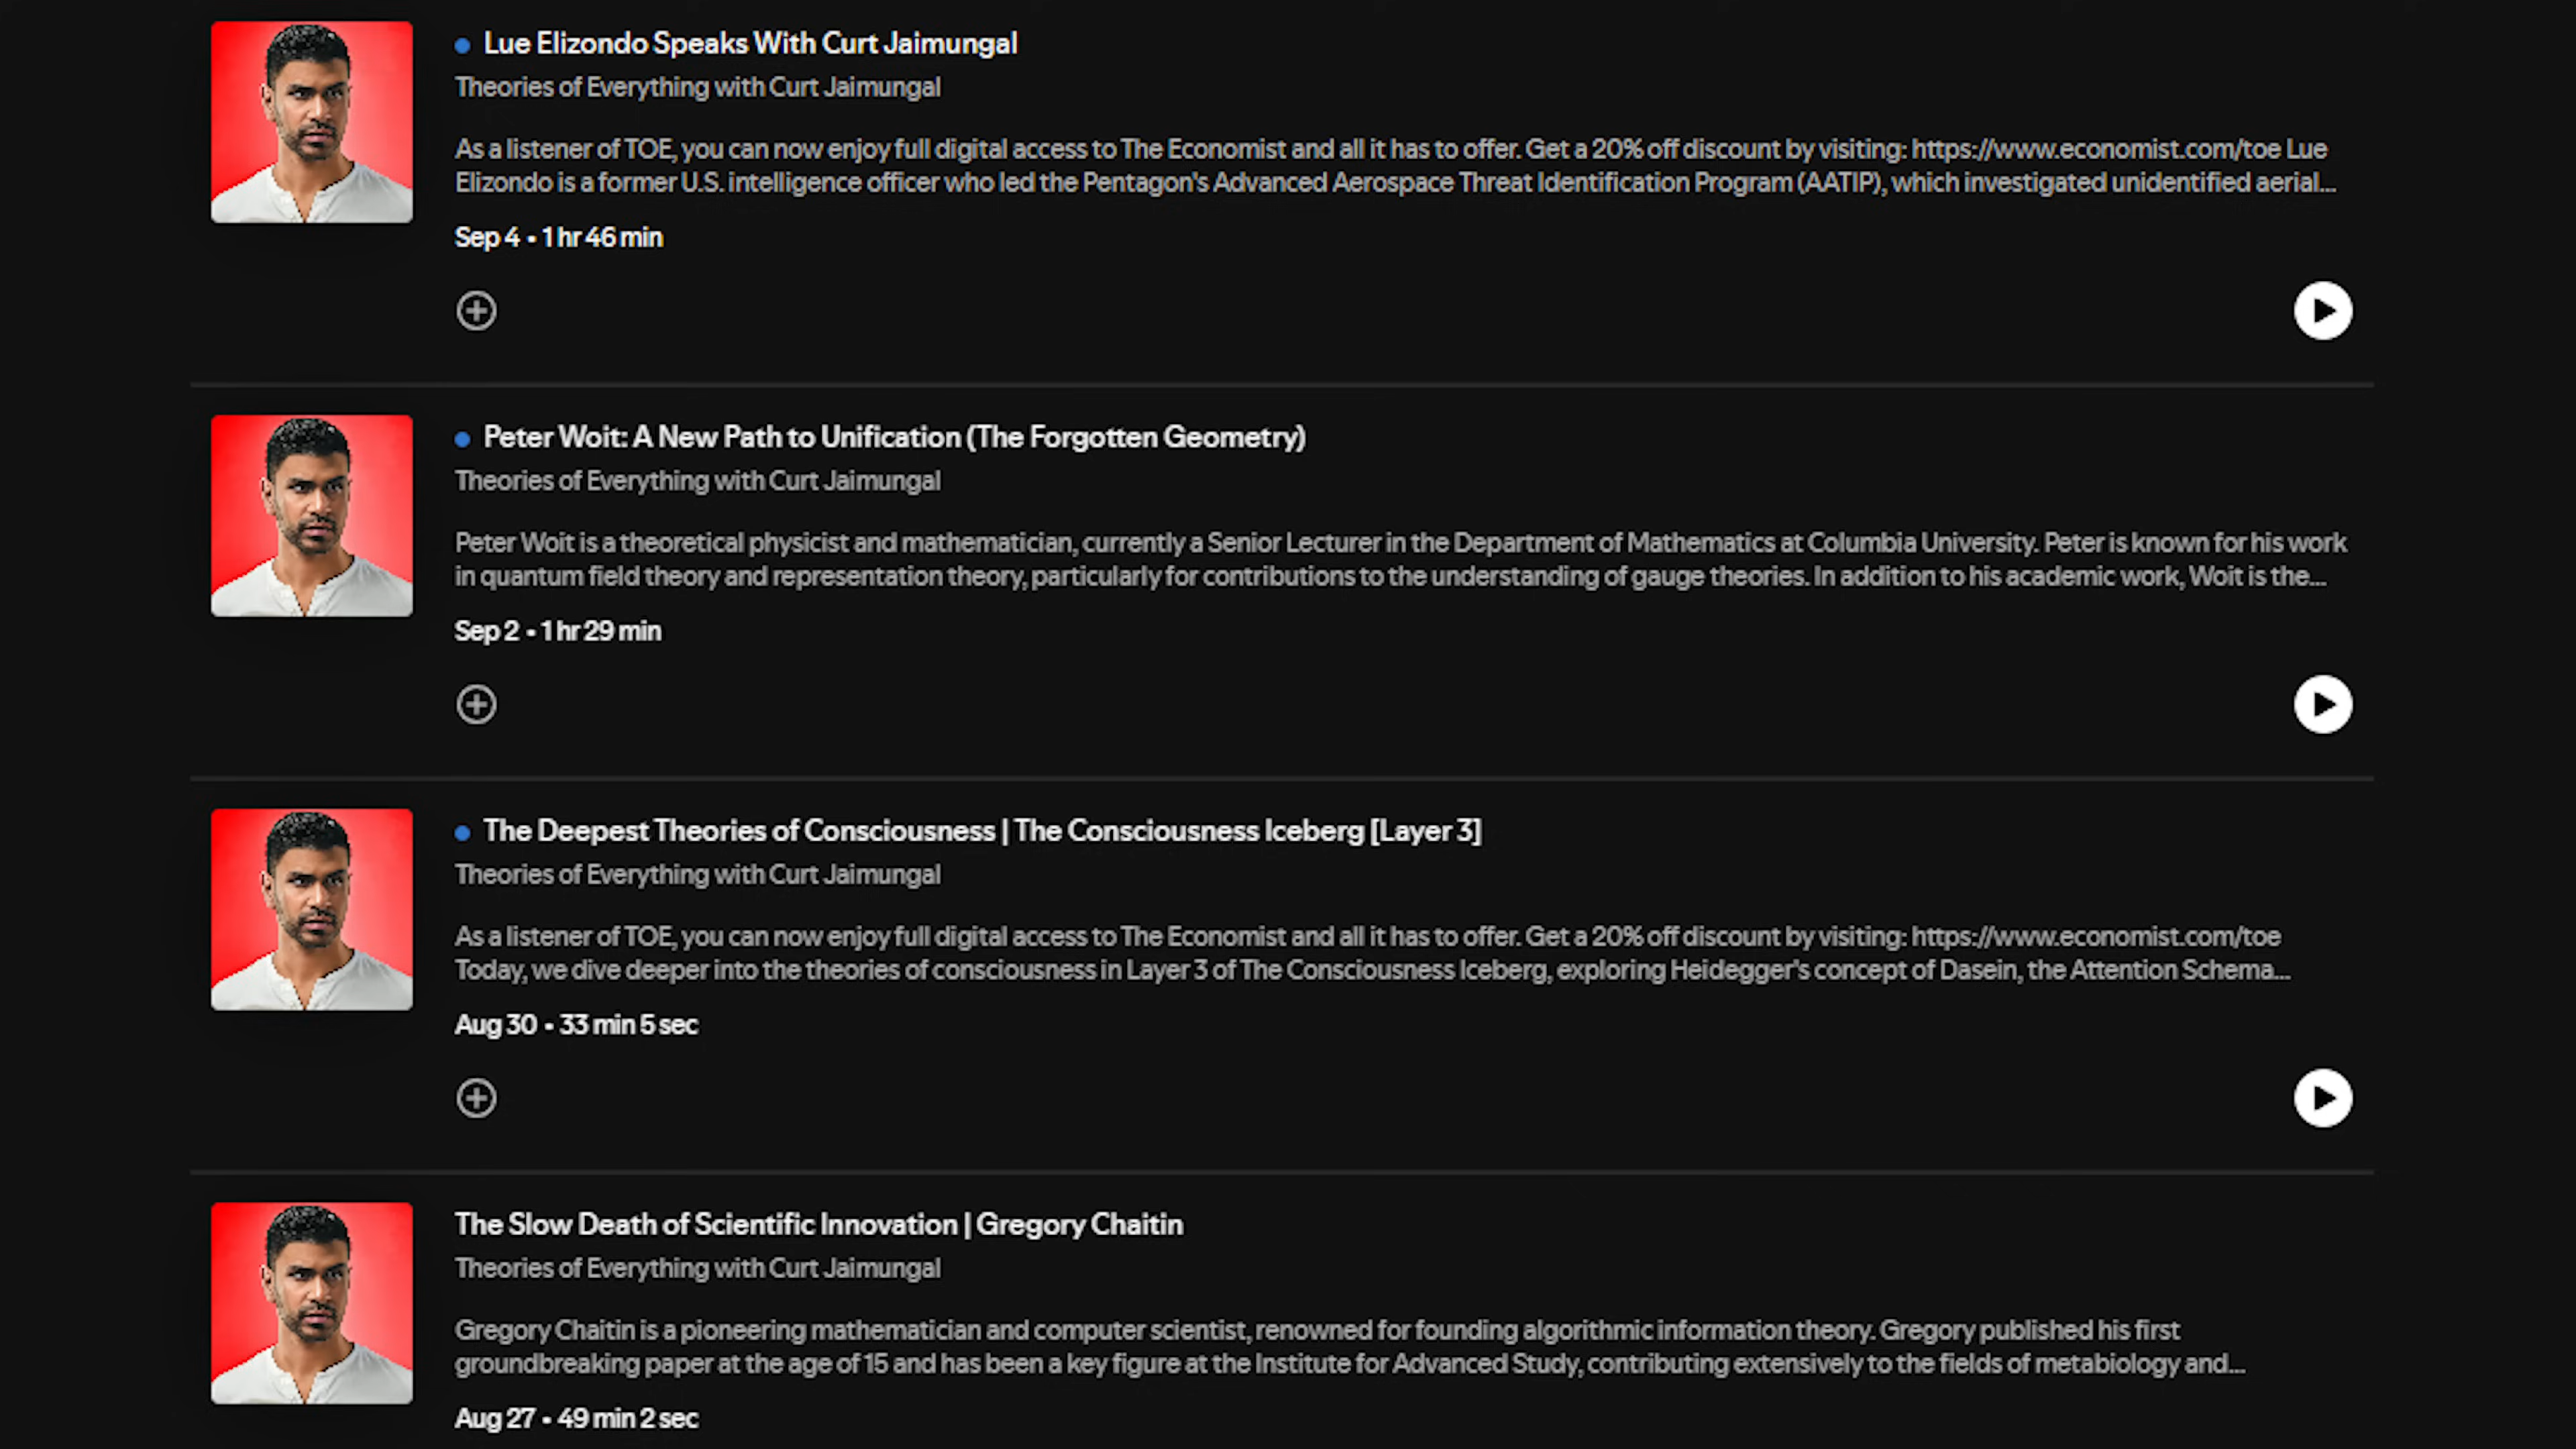 Lue Elizondo Speaks With Curt Jaimungal
Theories of Everything with Curt Jaimungal
As a listener of TOE, you can now enjoy full digital access to The Economist and all it has to offer. Get a 20% off discount by visiting: https://www.economist.com/toe Lue
Elizondo is a former U.S. intelligence officer who led the Pentagon's Advanced Aerospace Threat Identification Program (AATIP), which investigated unidentified aerial...
Sep 4 • 1 hr 46 min
Peter Woit: A New Path to Unification (The Forgotten Geometry)
Theories of Everything with Curt Jaimungal
Peter Woit is a theoretical physicist and mathematician, currently a Senior Lecturer in the Department of Mathematics at Columbia University. Peter is known for his work
in quantum field theory and representation theory, particularly for contributions to the understanding of gauge theories. In addition to his academic work, Woit is the...
Sep 2 • 1 hr 29 min
The Deepest Theories of Consciousness | The Consciousness Iceberg [Layer 3]
Theories of Everything with Curt Jaimungal
As a listener of TOE, you can now enjoy full digital access to The Economist and all it has to offer. Get a 20% off discount by visiting: https://www.economist.com/toe
Today, we dive deeper into the theories of consciousness in Layer 3 of The Consciousness Iceberg, exploring Heidegger's concept of Dasein, the Attention Schema...
Aug 30 • 33 min 5 sec
The Slow Death of Scientific Innovation | Gregory Chaitin
Theories of Everything with Curt Jaimungal
Gregory Chaitin is a pioneering mathematician and computer scientist, renowned for founding algorithmic information theory. Gregory published his first
groundbreaking paper at the age of 15 and has been a key figure at the Institute for Advanced Study, contributing extensively to the fields of metabiology and...
Aug 27 • 49 min 2 sec